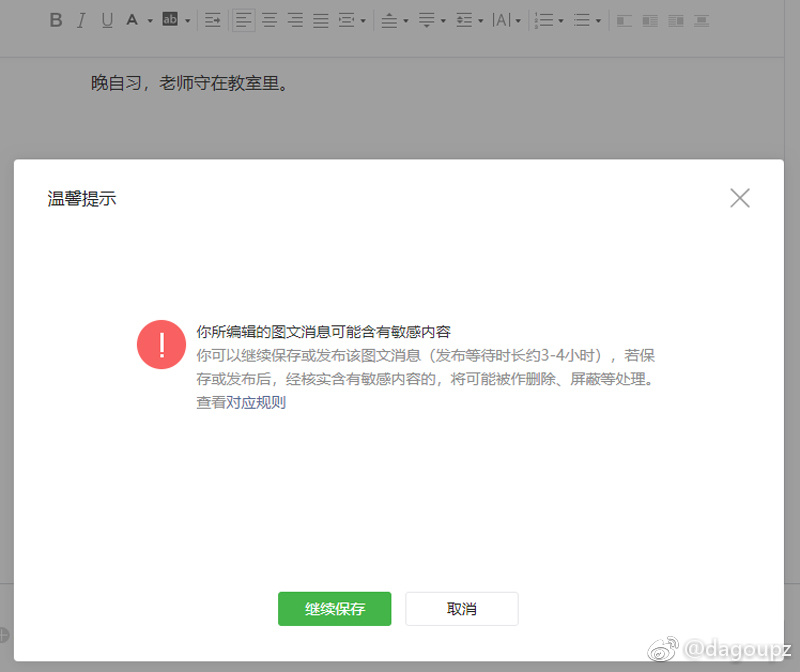 B I U A ab |A|
晚自习，老师守在教室里。
温馨提示
你所编辑的图文消息可能含有敏感内容
你可以继续保存或发布该图文消息（发布等待时长约3-4小时），若保
存或发布后，经核实含有敏感内容的，将可能被作删除、屏蔽等处理。
查看对应规则
继续保存 取消
@dagoupz